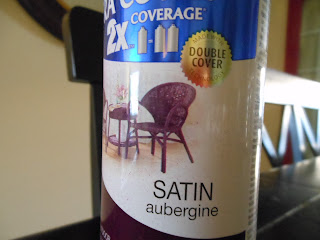 2x COVERAGE*
DOUBLE
COVER
SATIN
aubergine